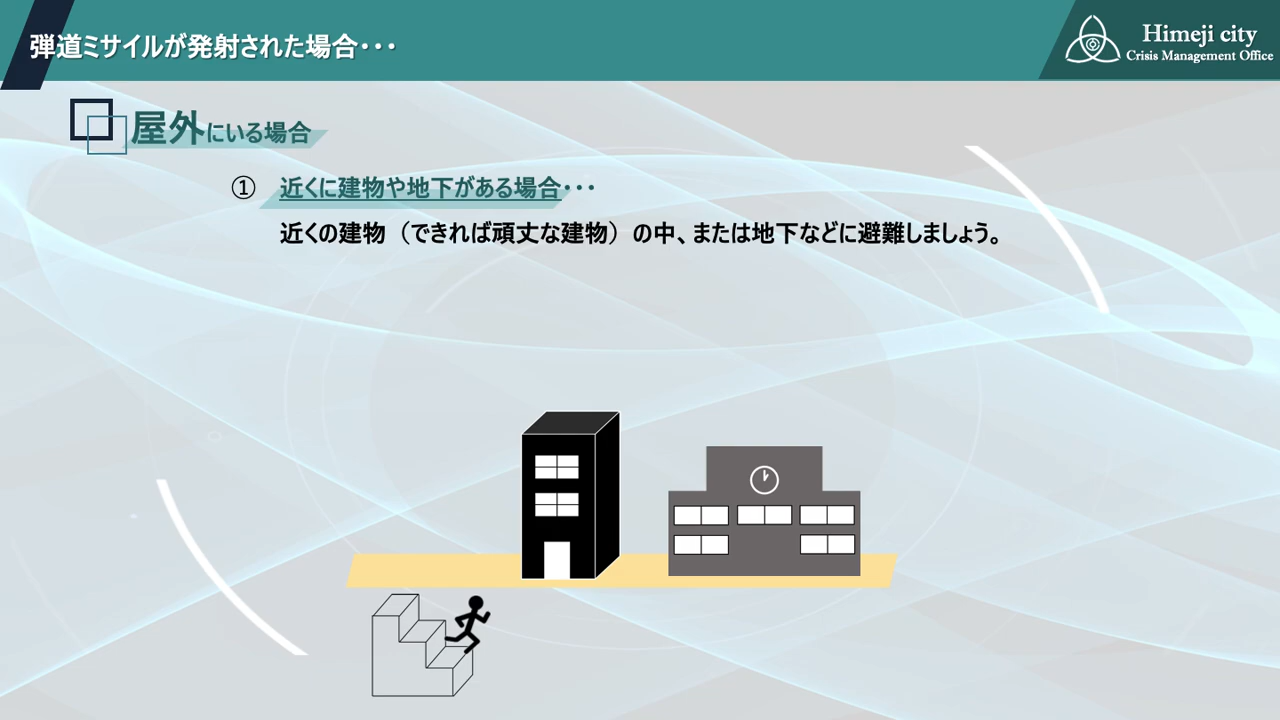 弾道ミサイルが発射された場合･･･
Himeji city
Crisis Management Office
屋外にいる場合
① 近くに建物や地下がある場合･･･
近くの建物（できれば頑丈な建物）の中、または地下などに避難しましょう。